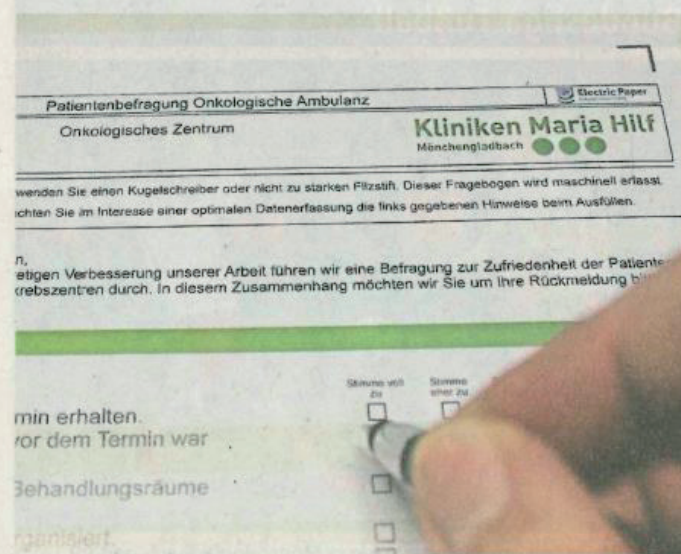 Patientenbefragung Onkologische Ambulanz
Electric Paper
Onkologisches Zentrum
Kliniken Maria Hilf
Mönchengladbach
wenden Sie einen Kugelschreiber oder nicht zu starken Filzstift. Dieser Fragebogen wird maschinell erfasst.
chten Sie im Interesse einer optimalen Datenerfassung die links gegebenen Hinweise beim Ausfüllen.
n,
etigen Verbesserung unserer Arbeit führen wir eine Befragung zur Zufriedenheit der Patiente
krebszentren durch. In diesem Zusammenhang möchten wir Sie um Ihre Rückmeldung b
Stimme voll zu
Stimme eher zu
min erhalten.
vor dem Termin war
Behandlungsräume
rganisiert.